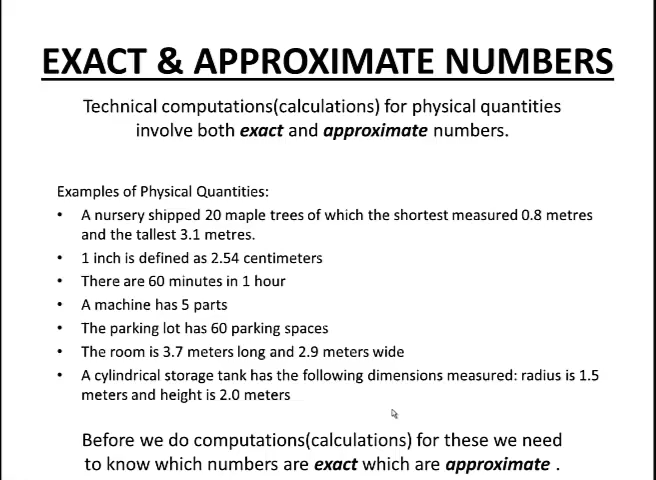 EXACT & APPROXIMATE NUMBERS
Technical computations(calculations) for physical quantities
involve both exact and approximate numbers.
Examples of Physical Quantities:
• A nursery shipped 20 maple trees of which the shortest measured 0.8 metres
and the tallest 3.1 metres.
• 1 inch is defined as 2.54 centimeters
• There are 60 minutes in 1 hour
• A machine has 5 parts
• The parking lot has 60 parking spaces
• The room is 3.7 meters long and 2.9 meters wide
• A cylindrical storage tank has the following dimensions measured: radius is 1.5
meters and height is 2.0 meters
Before we do computations(calculations) for these we need
to know which numbers are exact which are approximate .